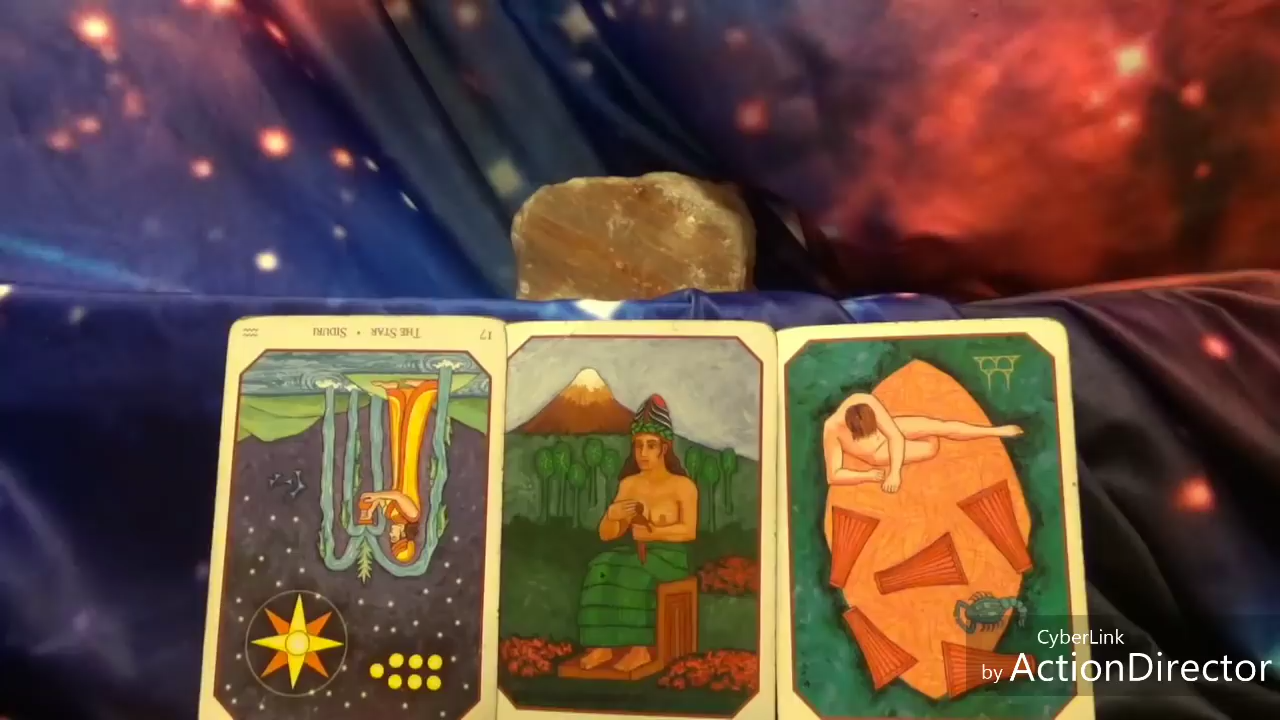 17 THE STAR • SIDURI
CyberLink
by ActionDirector